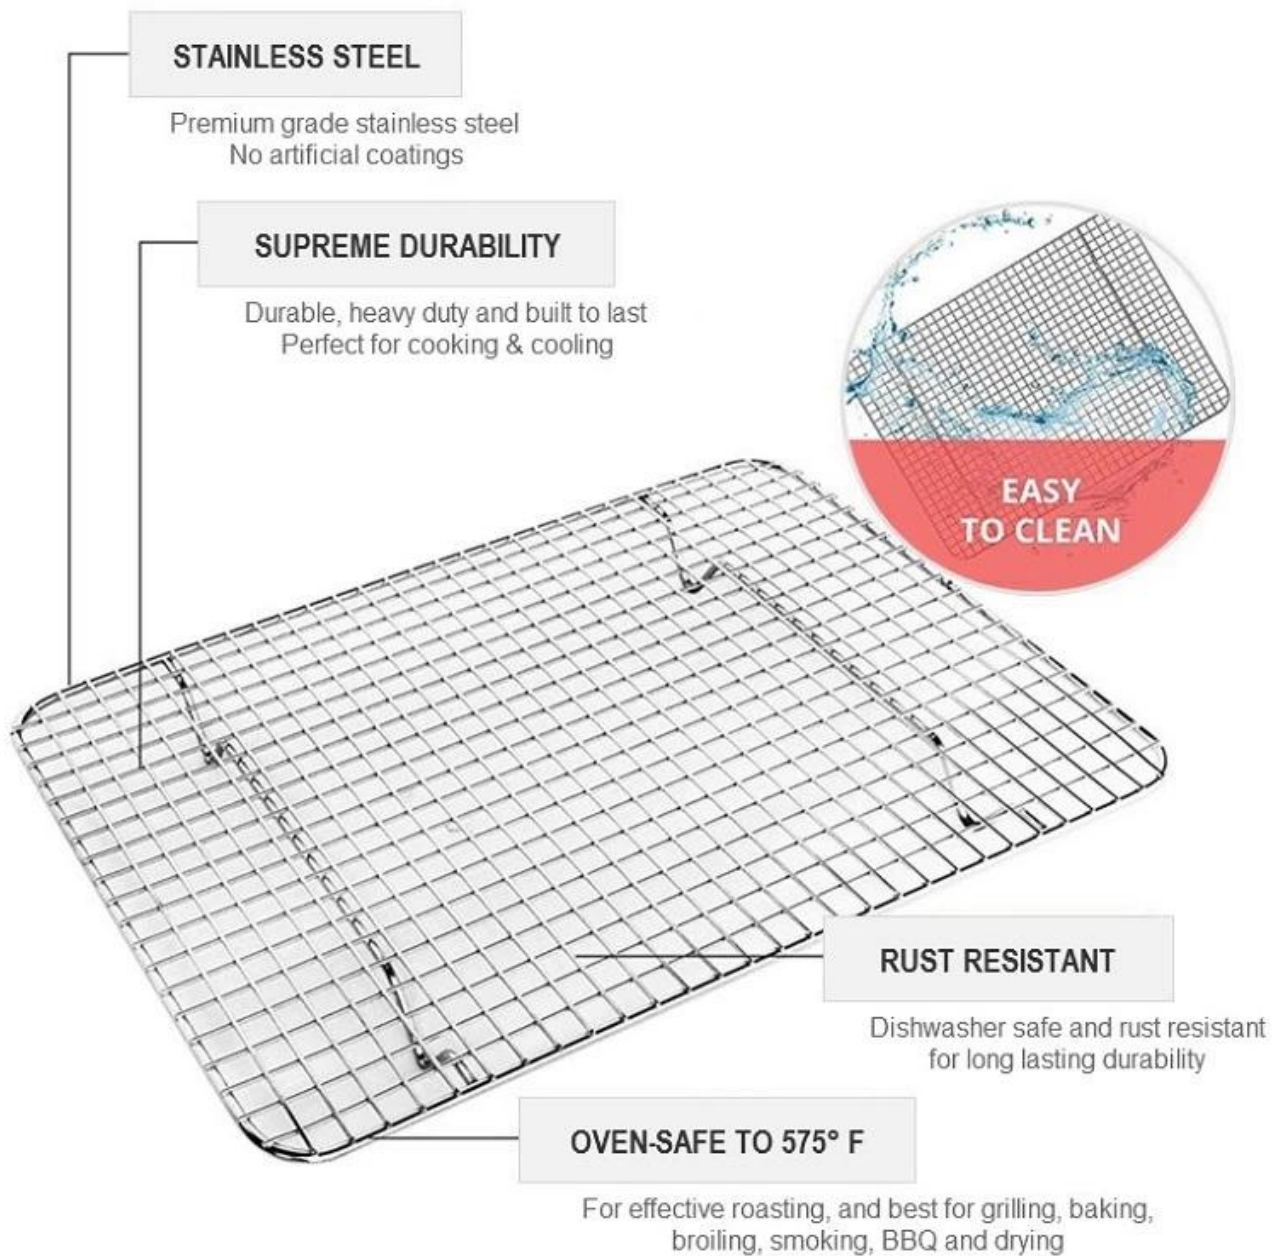 STAINLESS STEEL
Premium grade stainless steel
No artificial coatings
SUPREME DURABILITY
Durable, heavy duty and built to last
Perfect for cooking & cooling
EASY
TO CLEAN
RUST RESISTANT
Dishwasher safe and rust resistant
for long lasting durability
OVEN-SAFE TO 575° F
For effective roasting, and best for grilling, baking,
broiling, smoking, BBQ and drying